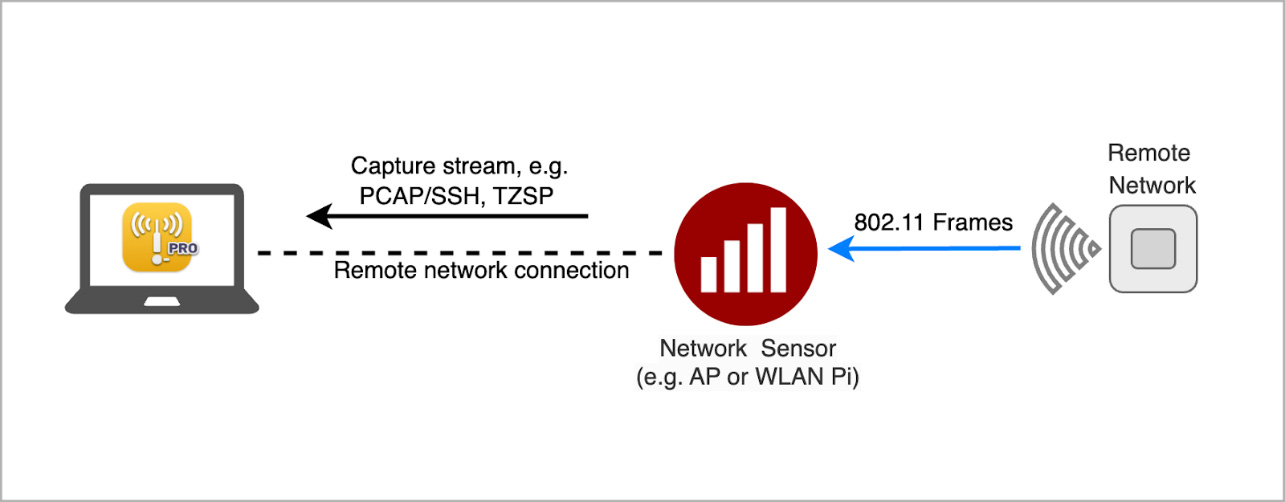 Capture stream, e.g.
PCAP/SSH, TZSP
PRO
Remote network connection
802.11 Frames
Remote
Network
Network Sensor
(e.g. AP or WLAN Pi)